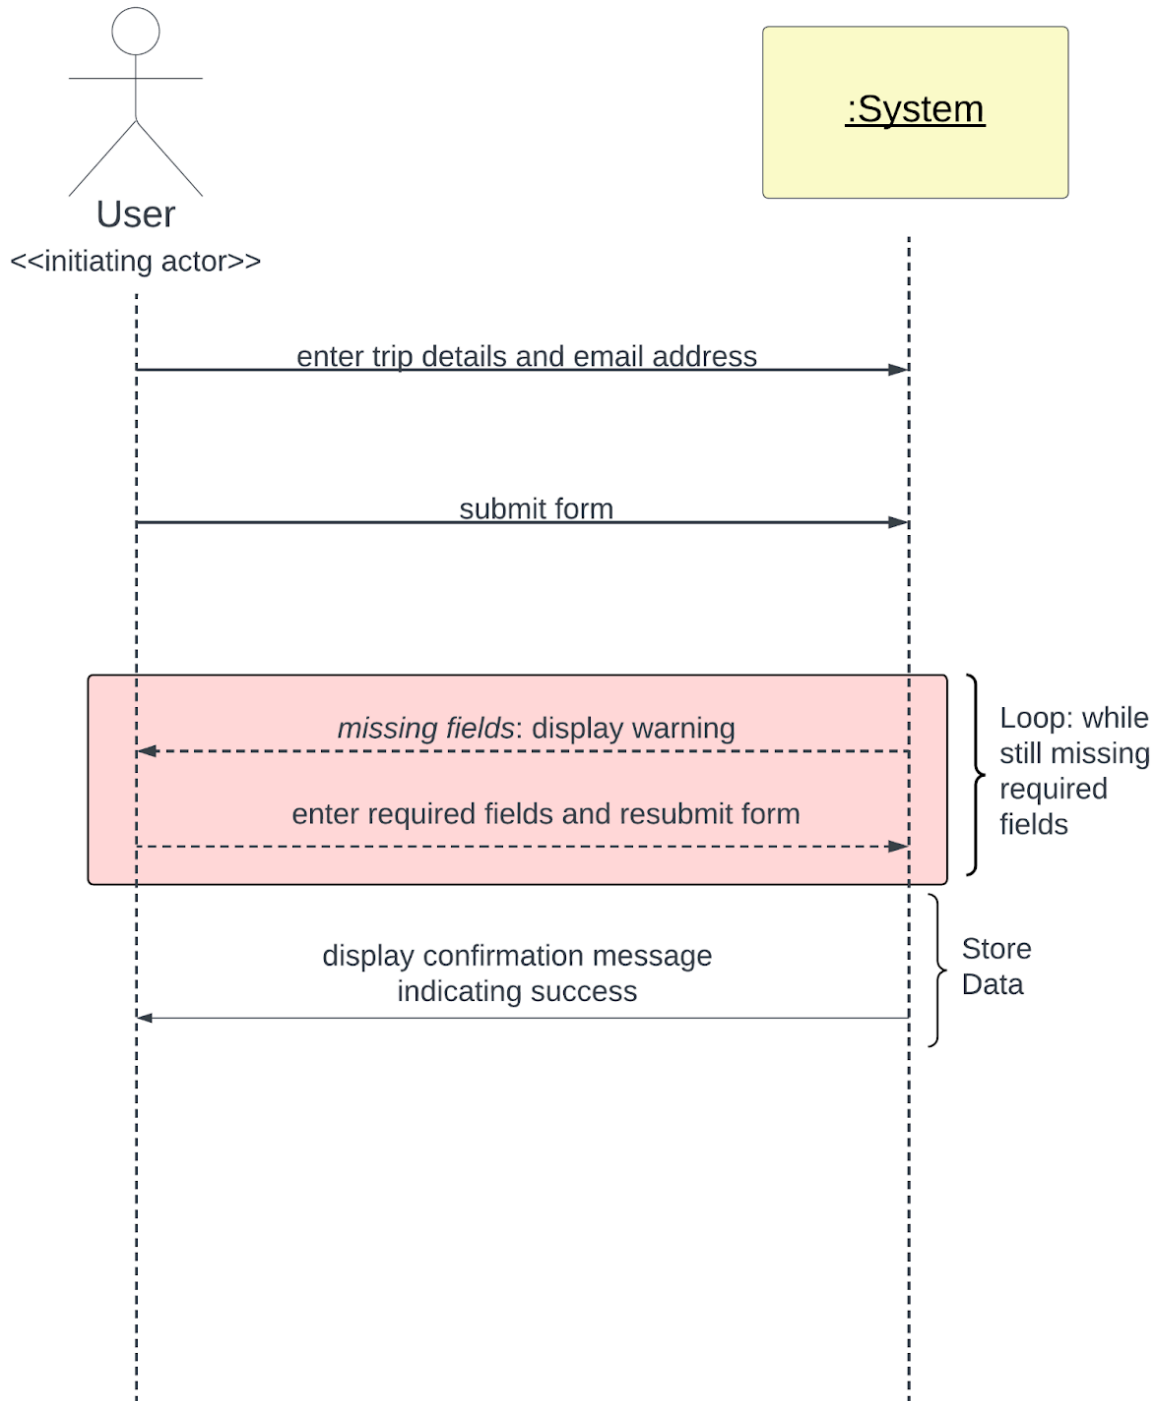 :System
User
<<initiating actor>>
enter trip details and email address
submit form
missing fields: display warning
enter required fields and resubmit form
Loop: while
still missing
required
fields
display confirmation message
indicating success
Store
Data